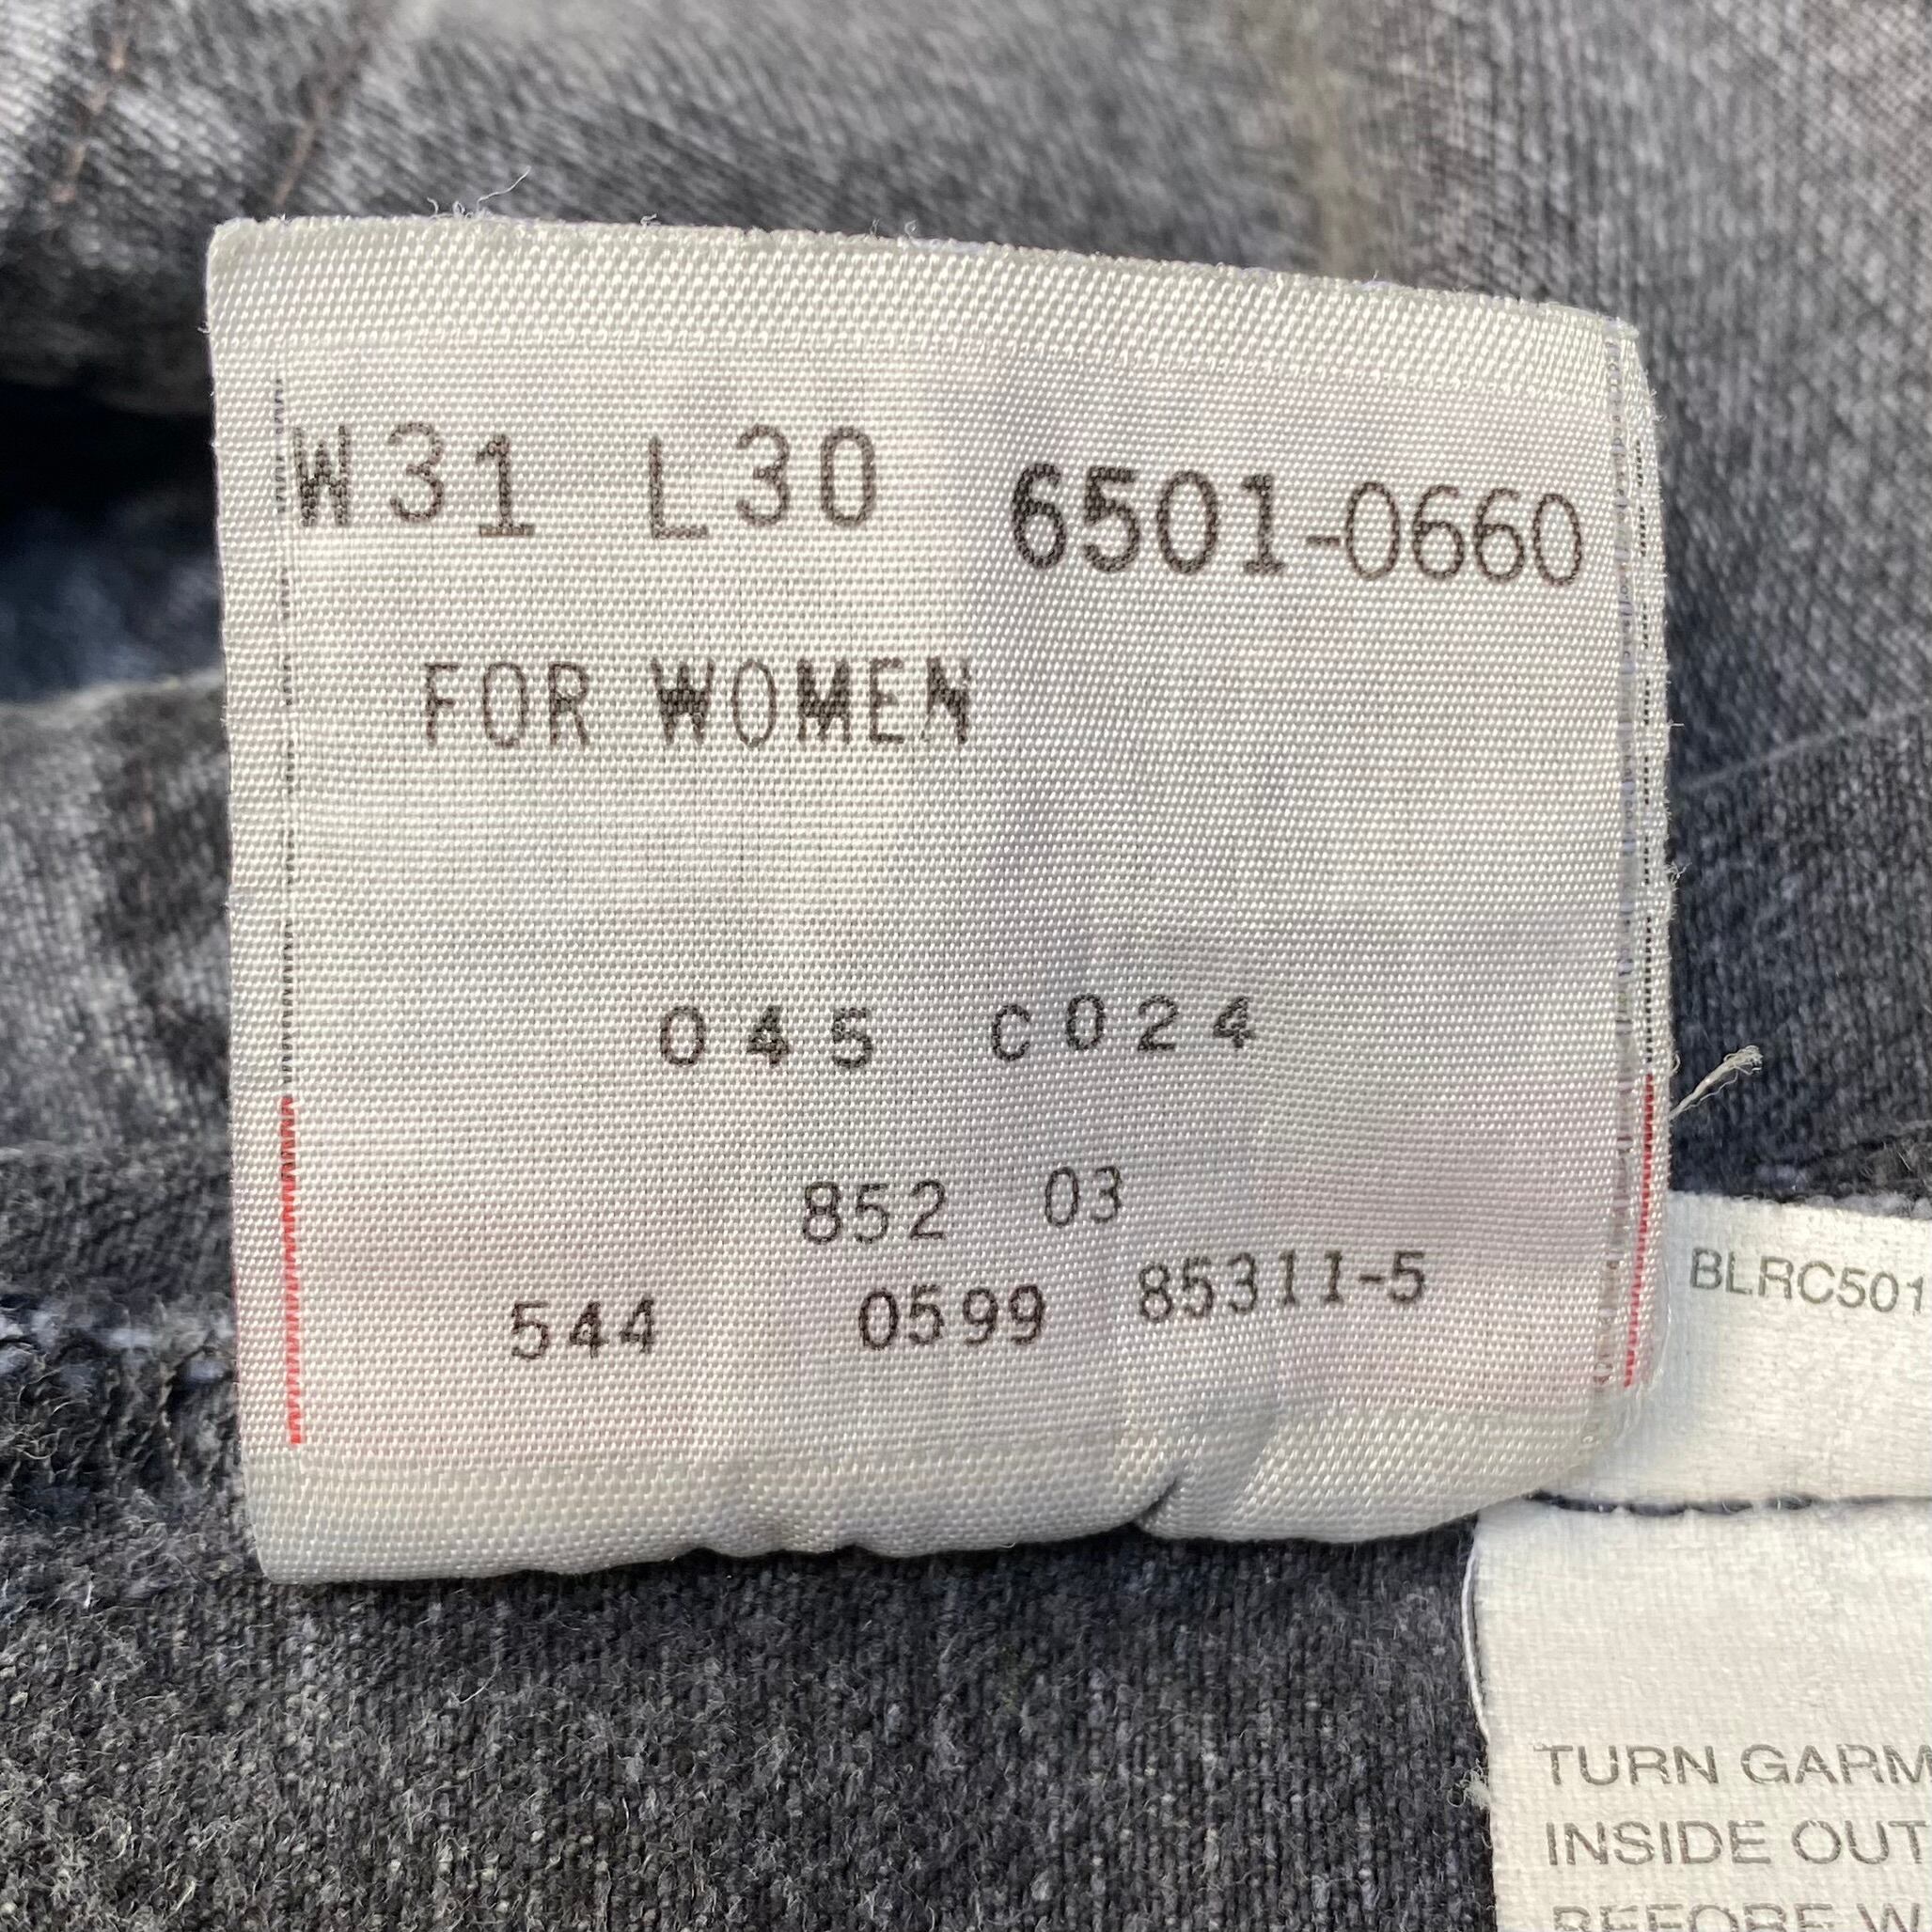 W31 L30 6501-0660
FOR WOMEN
045 C024
852 03
544 0599 85311-5
BLRC501
TURN GARM
INSIDE OUT
BEFORE W